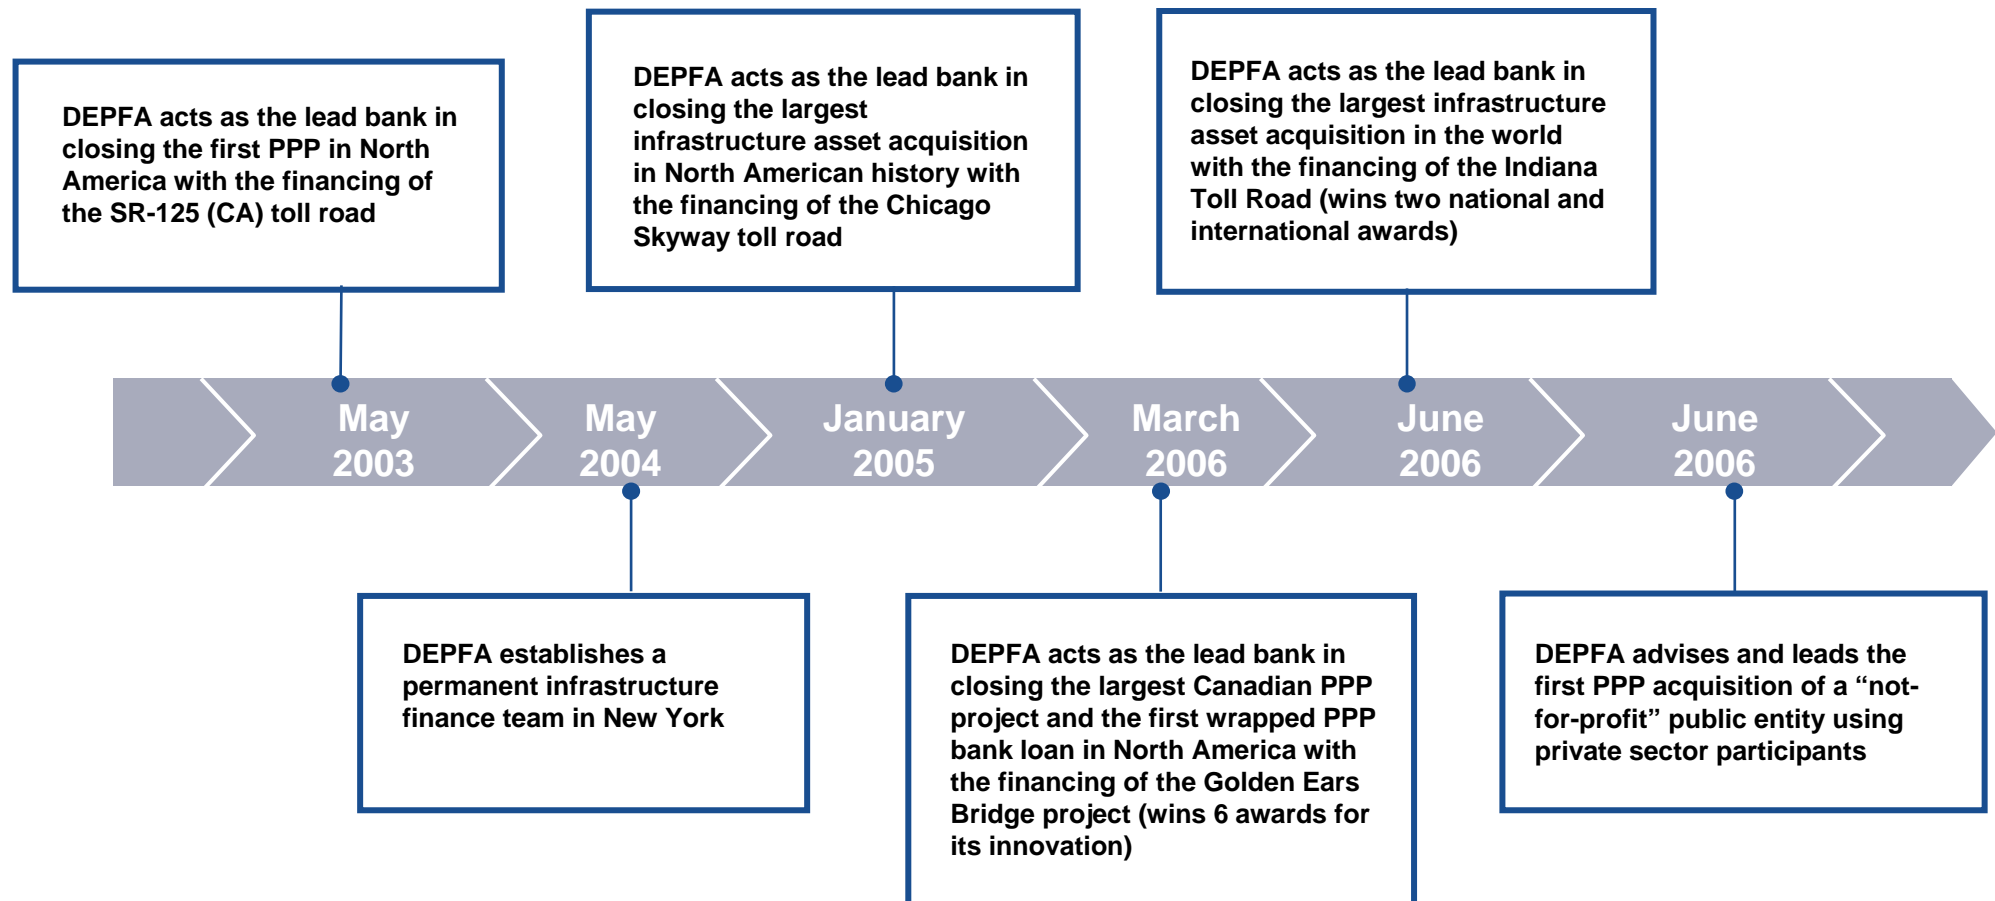 DEPFA acts as the lead bank in
closing the first PPP in North
America with the financing of
the SR-125 (CA) toll road
DEPFA acts as the lead bank in
closing the largest
infrastructure asset acquisition
in North American history with
the financing of the Chicago
Skyway toll road
DEPFA acts as the lead bank in
closing the largest infrastructure
asset acquisition in the world
with the financing of the Indiana
Toll Road (wins two national and
international awards)
May
2003
May
2004
January
2005
March
2006
June
2006
June
2006
DEPFA establishes a
permanent infrastructure
finance team in New York
DEPFA acts as the lead bank in
closing the largest Canadian PPP
project and the first wrapped PPP
bank loan in North America with
the financing of the Golden Ears
Bridge project (wins 6 awards for
its innovation)
DEPFA advises and leads the
first PPP acquisition of a “not-
for-profit” public entity using
private sector participants